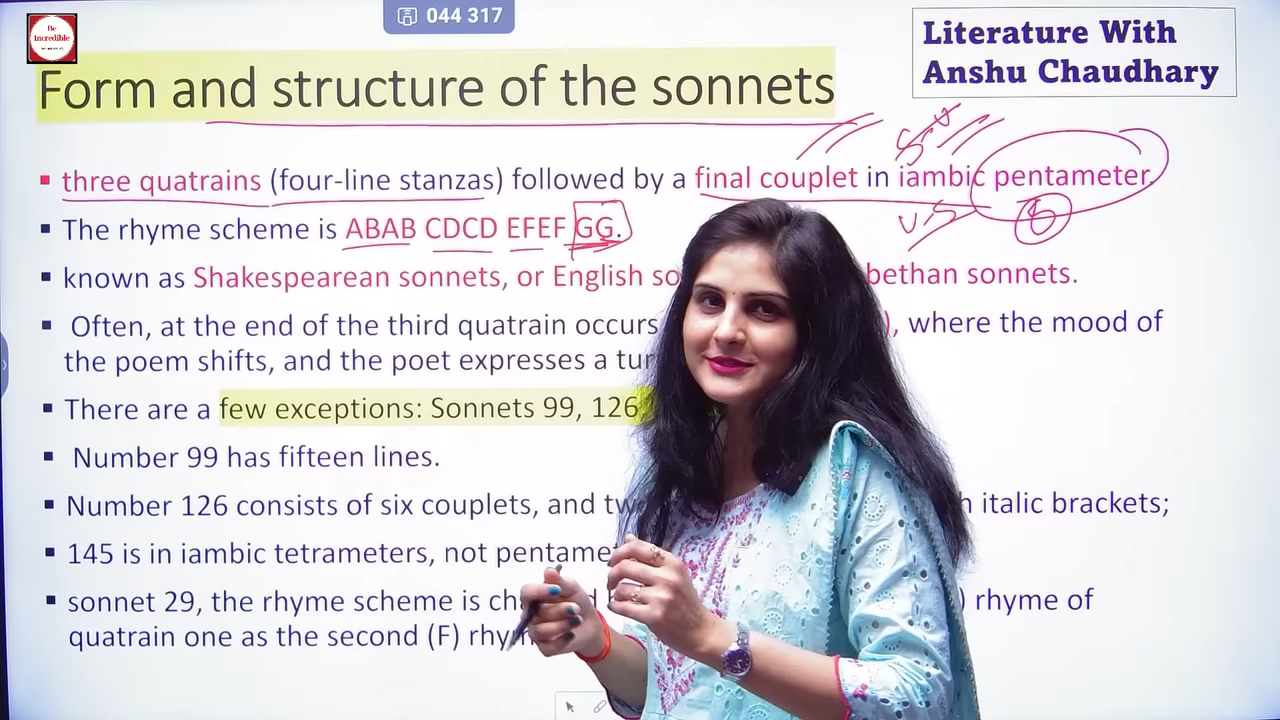 Be
Incredible
044 317
Literature With
Anshu Chaudhary
Form and structure of the sonnets
three quatrains (four-line stanzas) followed by a final couplet in iambic pentameter.
The rhyme scheme is ABAB CDCD EFEF GG.
known as Shakespearean sonnets, or English so bethan sonnets.
Often, at the end of the third quatrain occurs ), where the mood of
the poem shifts, and the poet expresses a tur
There are a few exceptions: Sonnets 99, 126
Number 99 has fifteen lines.
Number 126 consists of six couplets, and tw italic brackets;
145 is in iambic tetrameters, not pentame
sonnet 29, the rhyme scheme is ) rhyme of
quatrain one as the second (F) rhy